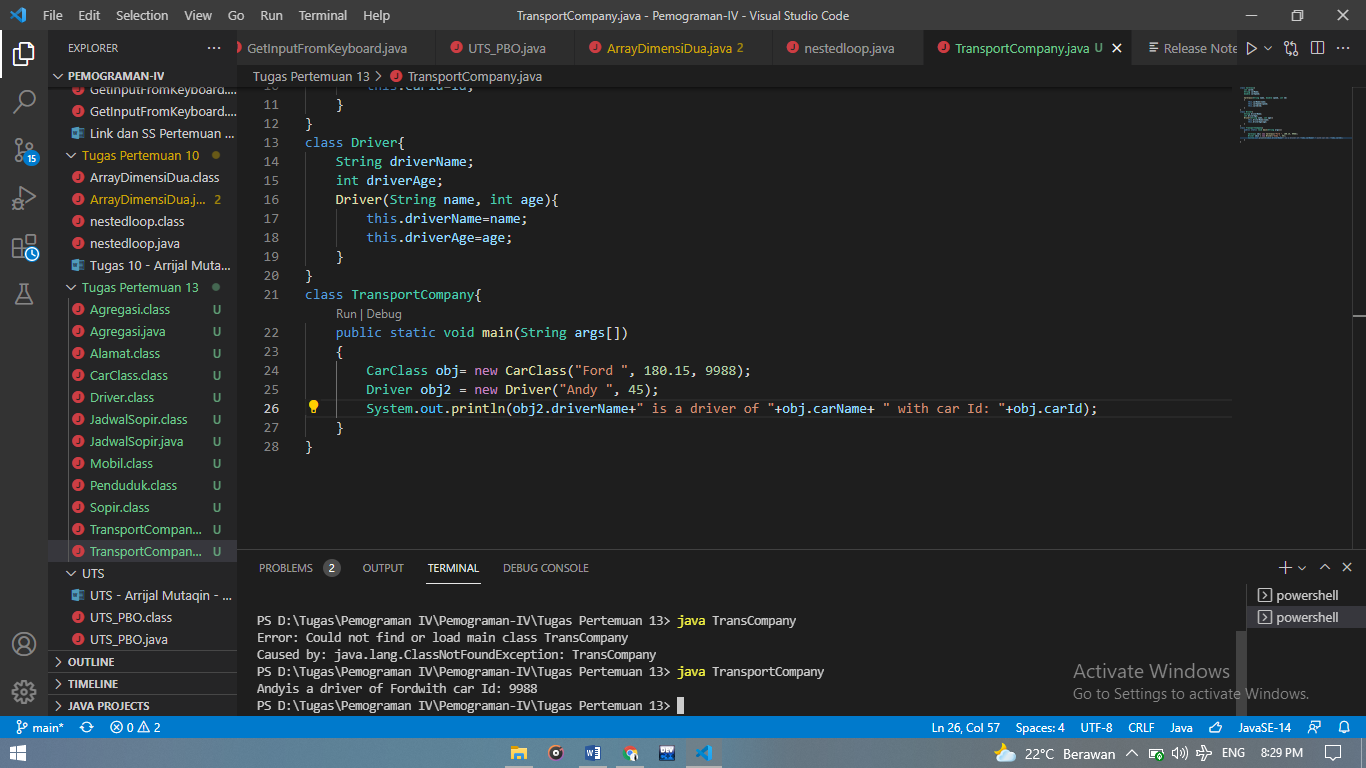 File Edit Selection View Go Run Terminal Help TransportCompany.java - Pemograman-IV - Visual Studio Code
EXPLORER
GetInputFromKeyboard.java UTS_PBO.java ArrayDimensiDua.java 2 nestedloop.java TransportCompany.java U Release Note
PEMOGRAMAN-IV
GetInputFromKeyboard....
GetInputFromKeyboard....
Link dan SS Pertemuan ...
Tugas Pertemuan 10
ArrayDimensiDua.class
ArrayDimensiDua.j... 2
nestedloop.class
nestedloop.java
Tugas 10 - Arrijal Muta...
Tugas Pertemuan 13
Agregasi.class U
Agregasi.java U
Alamat.class U
CarClass.class U
Driver.class U
JadwalSopir.class U
JadwalSopir.java U
Mobil.class U
Penduduk.class U
Sopir.class U
TransportCompan... U
TransportCompan... U
UTS
UTS - Arrijal Mutaqin - ...
UTS_PBO.class
UTS_PBO.java
OUTLINE
TIMELINE
JAVA PROJECTS
15
Tugas Pertemuan 13 > TransportCompany.java
10 this.carId=id;
11 }
12 }
13 class Driver{
14 String driverName;
15 int driverAge;
16 Driver(String name, int age){
17 this.driverName=name;
18 this.driverAge=age;
19 }
20 }
21 class TransportCompany{
Run | Debug
22 public static void main(String args[])
23 {
24 CarClass obj= new CarClass("Ford ", 180.15, 9988);
25 Driver obj2 = new Driver("Andy ", 45);
26 System.out.println(obj2.driverName+" is a driver of "+obj.carName+ " with car Id: "+obj.carId);
27 }
28 }
PROBLEMS 2 OUTPUT TERMINAL DEBUG CONSOLE
powershell
powershell
PS D:\Tugas\Pemograman IV\Pemograman-IV\Tugas Pertemuan 13> java TransCompany
Error: Could not find or load main class TransCompany
Caused by: java.lang.ClassNotFoundException: TransCompany
PS D:\Tugas\Pemograman IV\Pemograman-IV\Tugas Pertemuan 13> java TransportCompany
Andyis a driver of Fordwith car Id: 9988
PS D:\Tugas\Pemograman IV\Pemograman-IV\Tugas Pertemuan 13>
Activate Windows
Go to Settings to activate Windows.
main* 0 2 Ln 26, Col 57 Spaces: 4 UTF-8 CRLF Java JavaSE-14
22°C Berawan ENG 8:29 PM